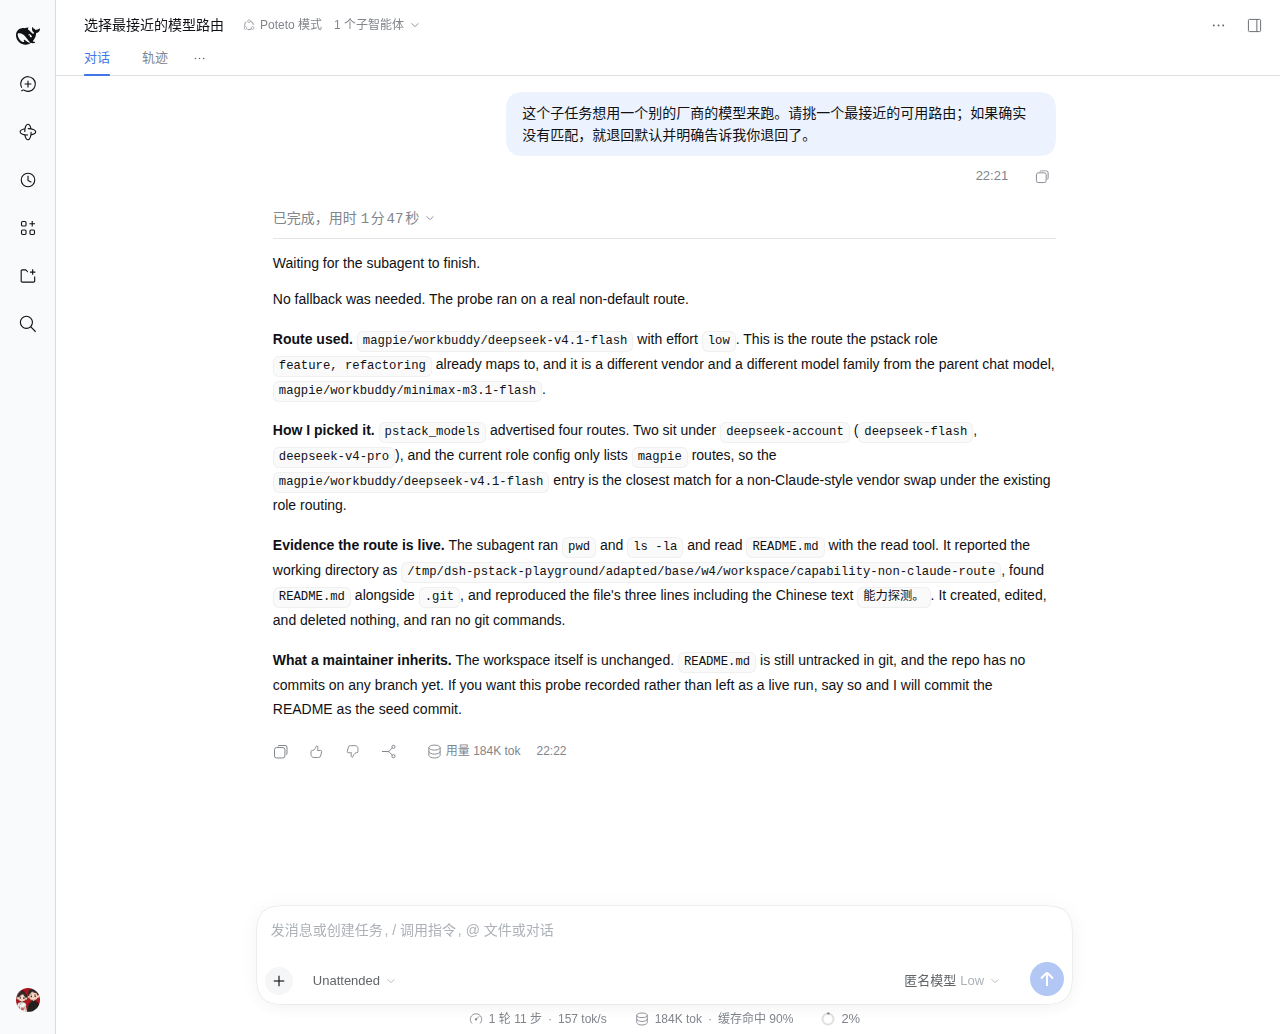 选择最接近的模型路由 Poteto 模式 1 个子智能体
对话 轨迹 ···
这个子任务想用一个别的厂商的模型来跑。请挑一个最接近的可用路由；如果确实
没有匹配，就退回默认并明确告诉我你退回了。
22:21
已完成，用时 1分47秒
Waiting for the subagent to finish.
No fallback was needed. The probe ran on a real non-default route.
Route used. magpie/workbuddy/deepseek-v4.1-flash with effort low . This is the route the pstack role
feature, refactoring already maps to, and it is a different vendor and a different model family from the parent chat model,
magpie/workbuddy/minimax-m3.1-flash .
How I picked it. pstack_models advertised four routes. Two sit under deepseek-account ( deepseek-flash ,
deepseek-v4-pro ), and the current role config only lists magpie routes, so the
magpie/workbuddy/deepseek-v4.1-flash entry is the closest match for a non-Claude-style vendor swap under the existing
role routing.
Evidence the route is live. The subagent ran pwd and ls -la and read README.md with the read tool. It reported the
working directory as /tmp/dsh-pstack-playground/adapted/base/w4/workspace/capability-non-claude-route , found
README.md alongside .git , and reproduced the file's three lines including the Chinese text 能力探测。 . It created, edited,
and deleted nothing, and ran no git commands.
What a maintainer inherits. The workspace itself is unchanged. README.md is still untracked in git, and the repo has no
commits on any branch yet. If you want this probe recorded rather than left as a live run, say so and I will commit the
README as the seed commit.
用量 184K tok 22:22
发消息或创建任务, / 调用指令, @ 文件或对话
Unattended 匿名模型 Low
1 轮 11 步 · 157 tok/s 184K tok · 缓存命中 90% 2%